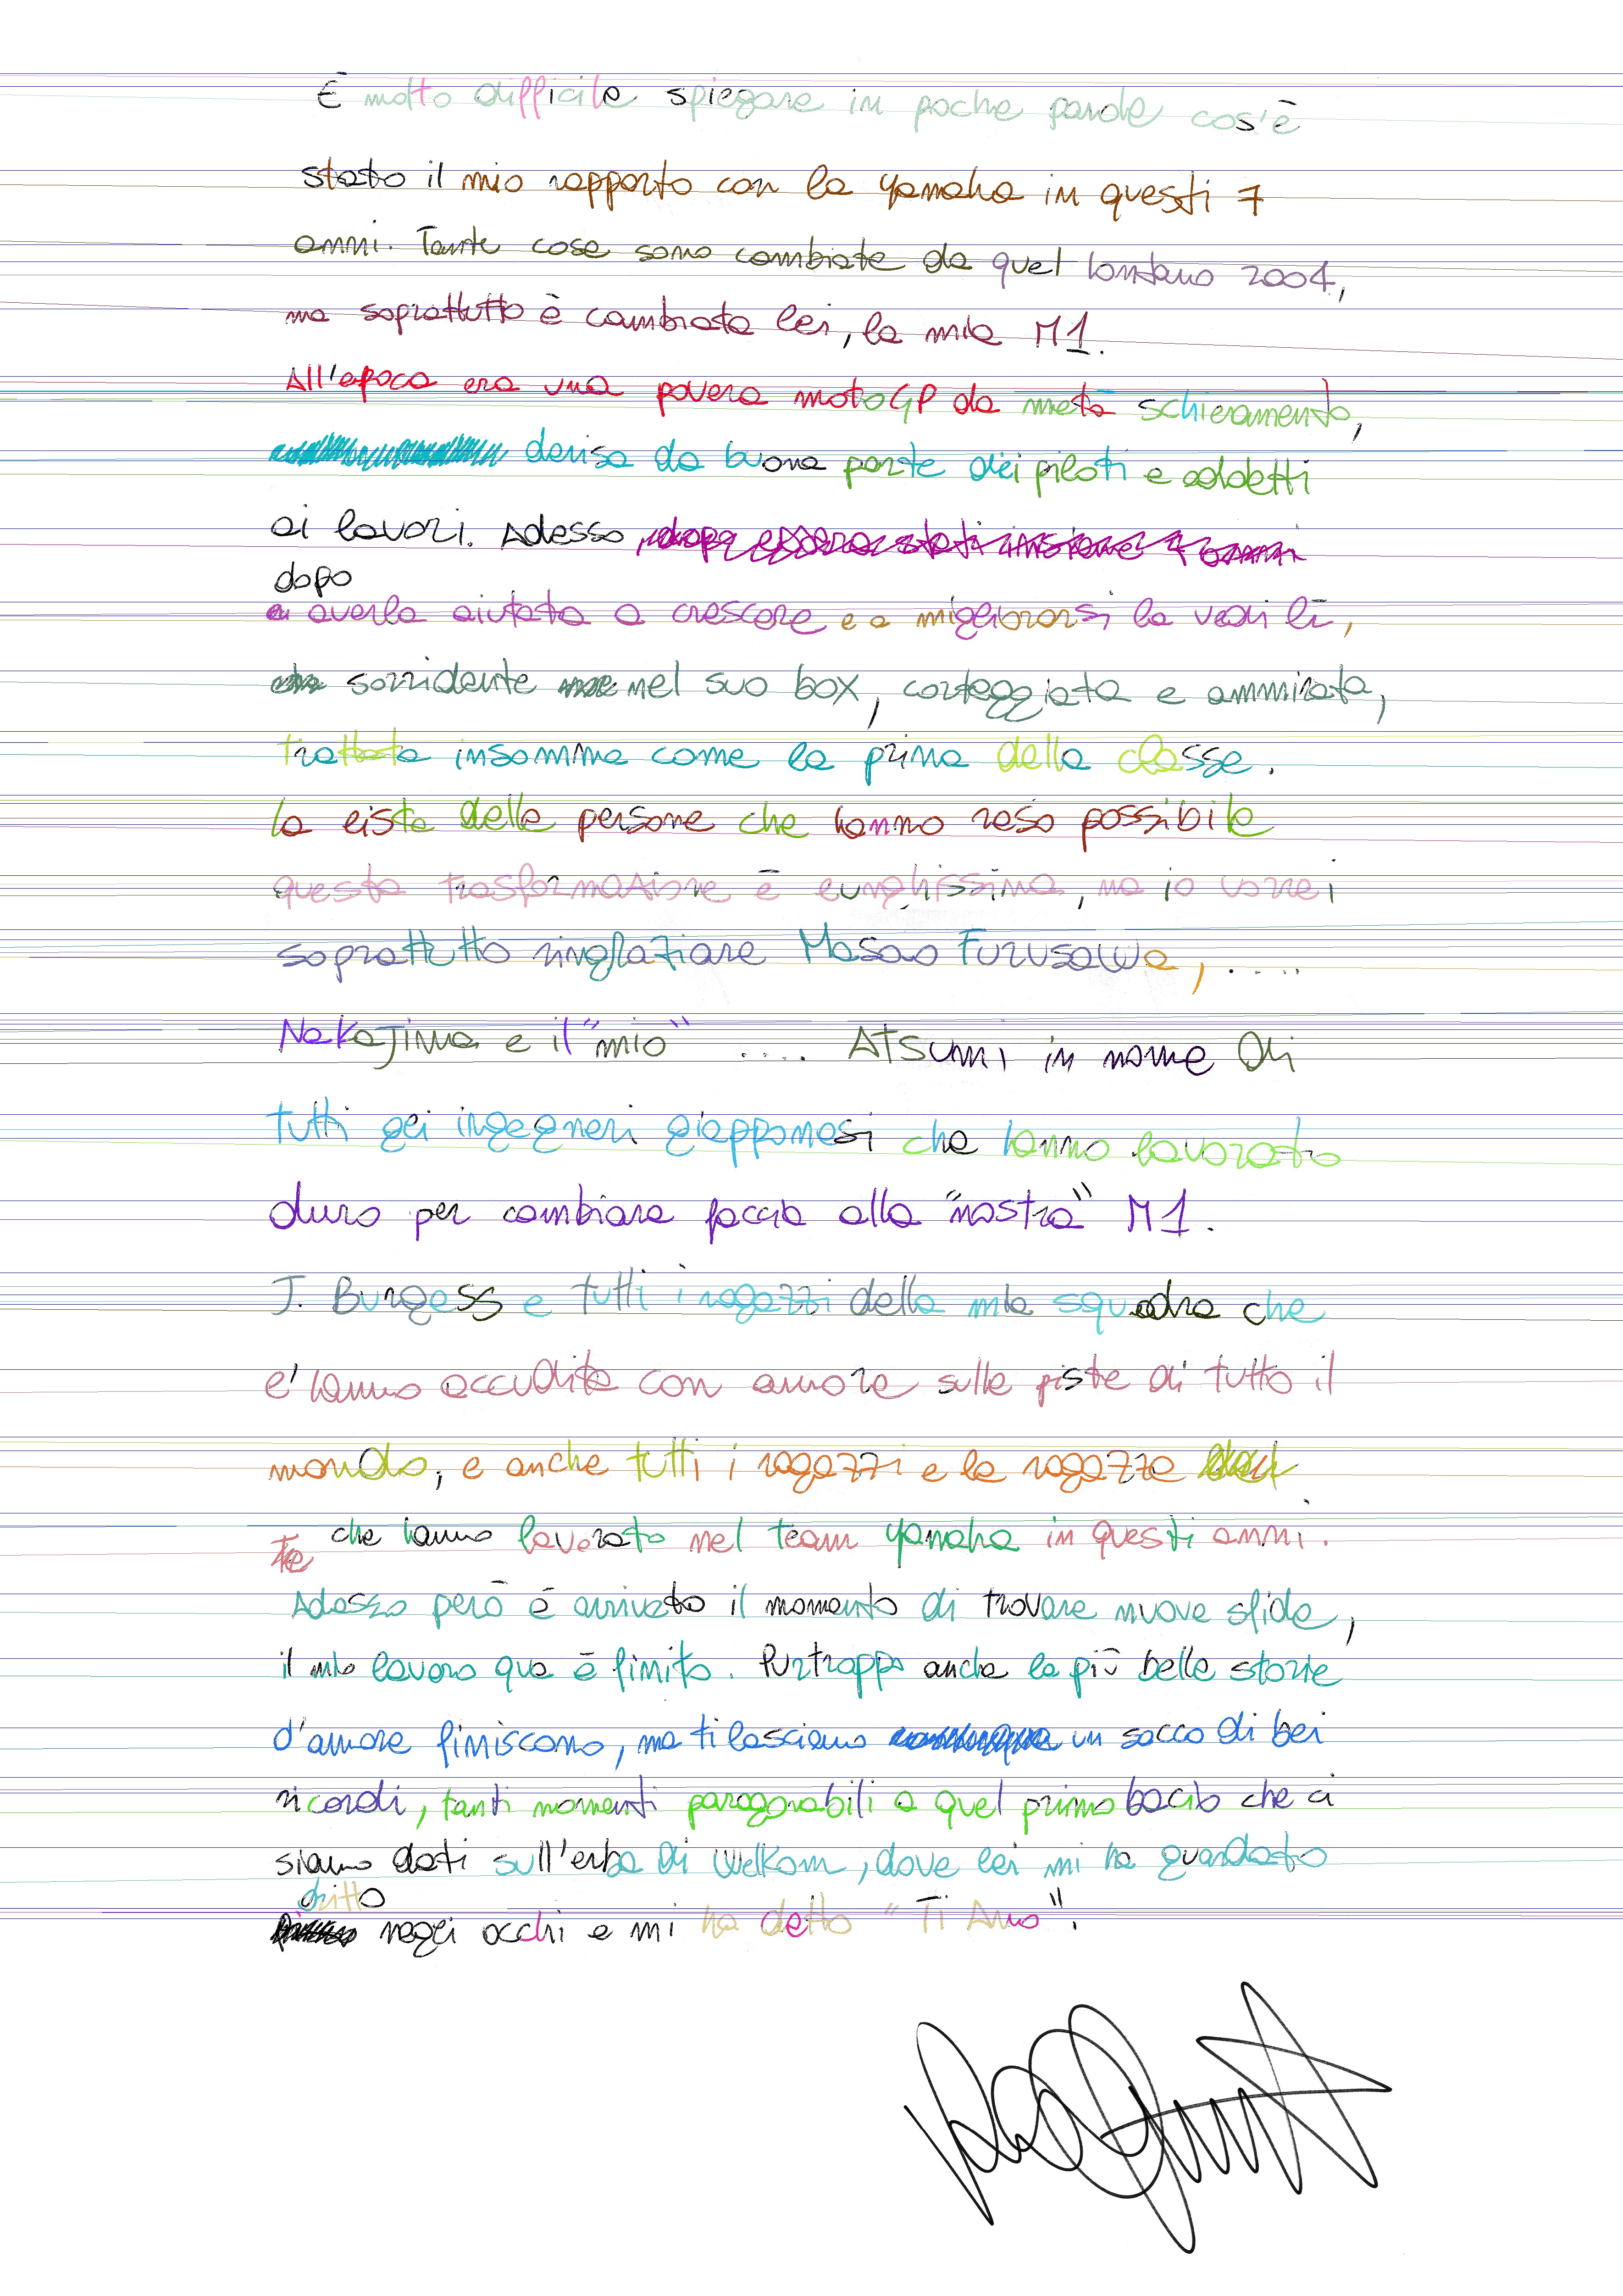 È molto difficile spiegare in poche parole cos'è
stato il mio rapporto con la yamaha in questi 7
anni. Tante cose sono cambiate da quel lontano 2004,
ma soprattutto è cambiata lei, la mia M1.
All'epoca era una povera moto GP da metà schieramento,
derisa da buona parte dei piloti e addetti
ai lavori. Adesso, dopo essere stati insieme 7 anni
dopo
averla aiutata a crescere e a migliorarsi la vedi lì,
sorridente nel suo box, corteggiata e ammirata,
trattata insomma come la prima della classe.
la lista delle persone che hanno reso possibile
questa trasformazione è lunghissima, ma io vorrei
soprattutto ringraziare Masao Furusawa, .....
Nakajima e il "mio" .... Atsumi in nome di
tutti gli ingegneri giapponesi che hanno lavorato
duro per cambiare faccia alla "nostra" M1.
J. Burgess e tutti i ragazzi della mia squadra che
l'hanno accudita con amore sulle piste di tutto il
mondo, e anche tutti i ragazzi e le ragazze
che hanno lavorato nel team yamaha in questi anni.
Adesso però è arrivato il momento di trovare nuove sfide,
il mio lavoro qua è finito. Purtroppo anche le più belle storie
d'amore finiscono, ma ti lasciano un sacco di bei
ricordi, tanti momenti paragonabili a quel primo bacio che ci
siamo dati sull'erba di Welkom, dove lei mi ha guardato
dritto
negli occhi e mi ha detto "Ti Amo".